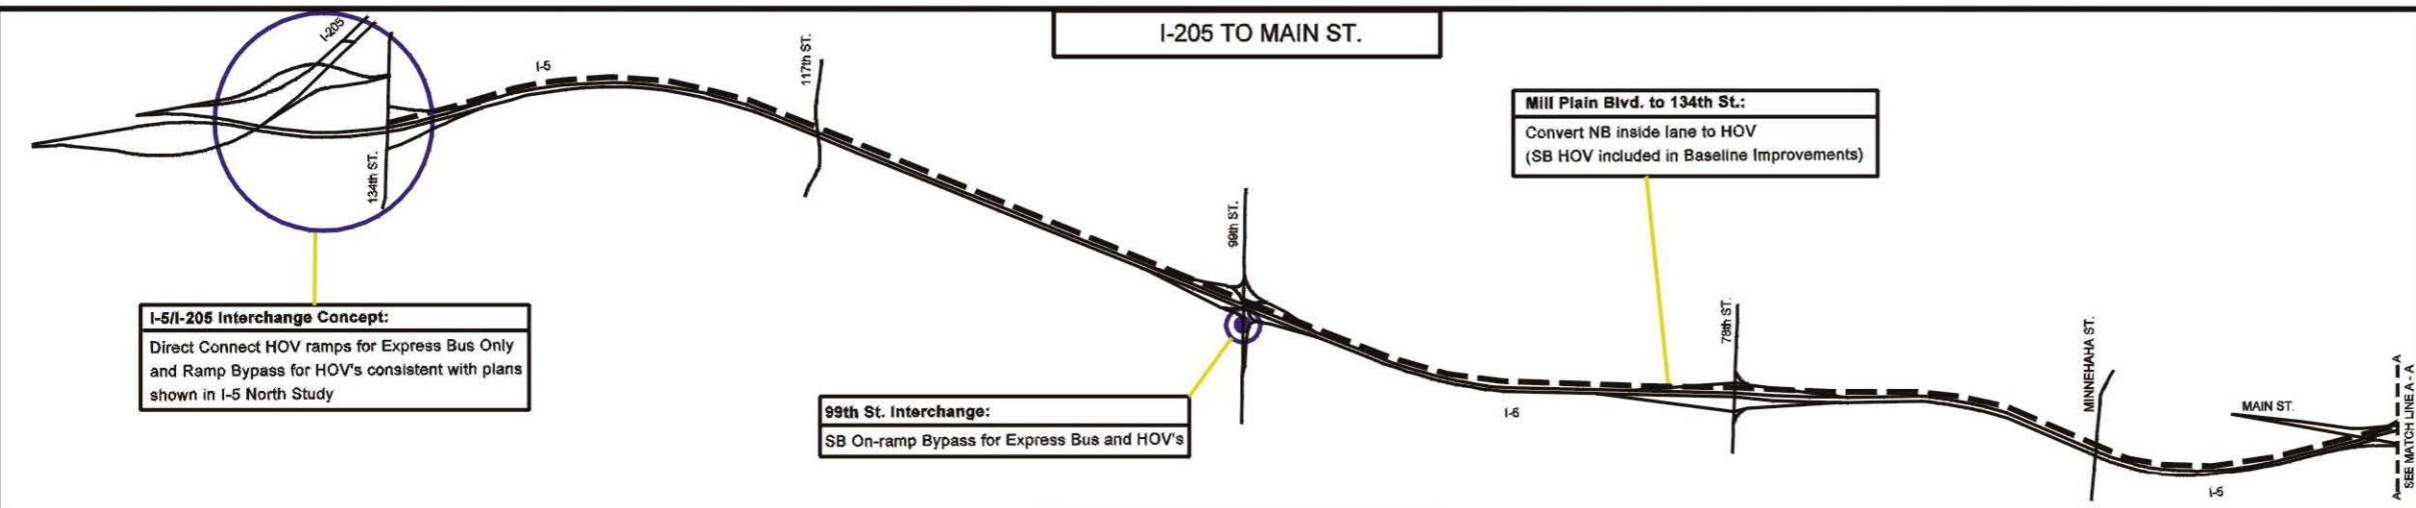 I-205 TO MAIN ST.
I-205
I-5
117th ST.
134th ST.
Mill Plain Blvd. to 134th St.:
Convert NB inside lane to HOV
(SB HOV included in Baseline Improvements)
99th ST.
I-5/I-205 Interchange Concept:
Direct Connect HOV ramps for Express Bus Only
and Ramp Bypass for HOV's consistent with plans
shown in I-5 North Study
99th St. Interchange:
SB On-ramp Bypass for Express Bus and HOV's
78th ST.
I-5
MINNEHAHA ST.
MAIN ST.
I-5
A
A
SEE MATCH LINE A - A